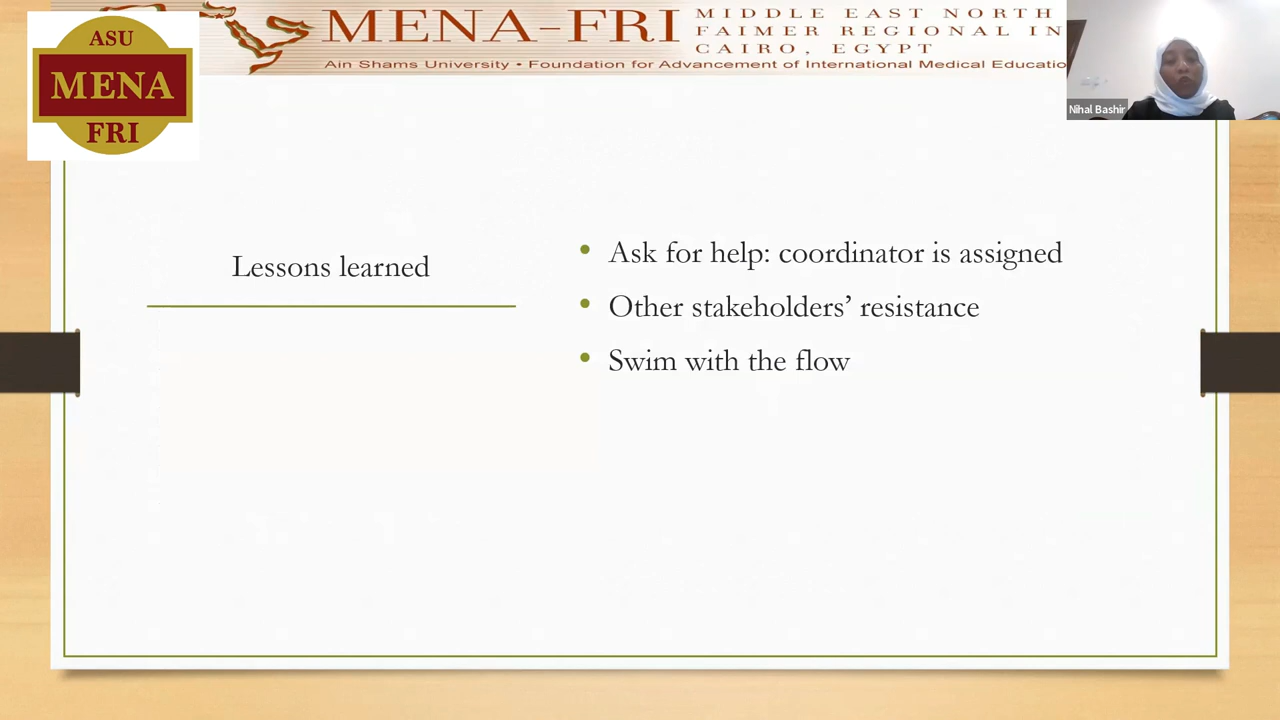 ASU
MENA
FRI
MENA-FRI
MIDDLE EAST NORTH
FAIMER REGIONAL IN
CAIRO, EGYPT
Ain Shams University • Foundation for Advancement of International Medical Educatio
Nihal Bashir
Lessons learned
• Ask for help: coordinator is assigned
• Other stakeholders’ resistance
• Swim with the flow